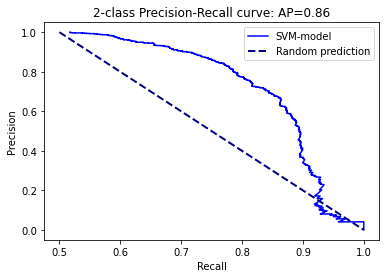 2-class Precision-Recall curve: AP=0.86
SVM-model
Random prediction
Precision
1.0
0.8
0.6
0.4
0.2
0.0
0.5
0.6
0.7
0.8
0.9
1.0
Recall